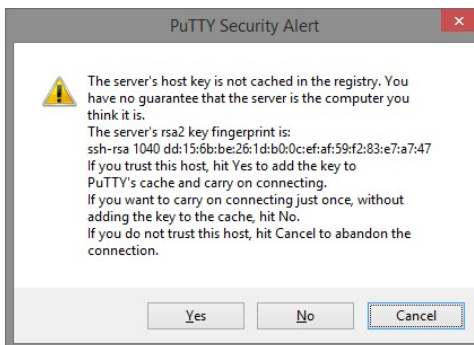 PuTTY Security Alert
The server's host key is not cached in the registry. You
have no guarantee that the server is the computer you
think it is.
The server's rsa2 key fingerprint is:
ssh-rsa 1040 dd:15:6b:be:26:1d:b0:0c:ef:af:59:f2:83:e7:a7:47
If you trust this host, hit Yes to add the key to
PuTTY's cache and carry on connecting.
If you want to carry on connecting just once, without
adding the key to the cache, hit No.
If you do not trust this host, hit Cancel to abandon the
connection.
Yes No Cancel